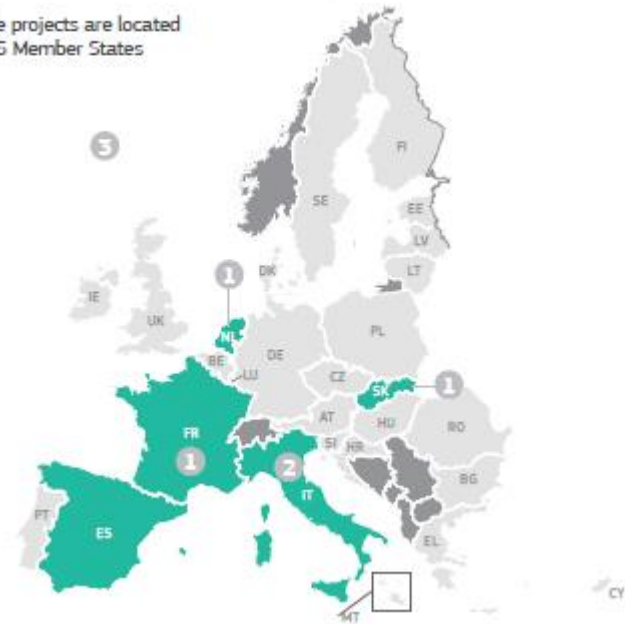 e projects are located
5 Member States
3
FI
SE
EE
LV
1
DK
LT
IE
UK
NL
PL
BE
DE
LU
CZ
SK
1
AT
HU
FR
SI
HR
RO
1
2
IT
BG
PT
ES
EL
CY
MT